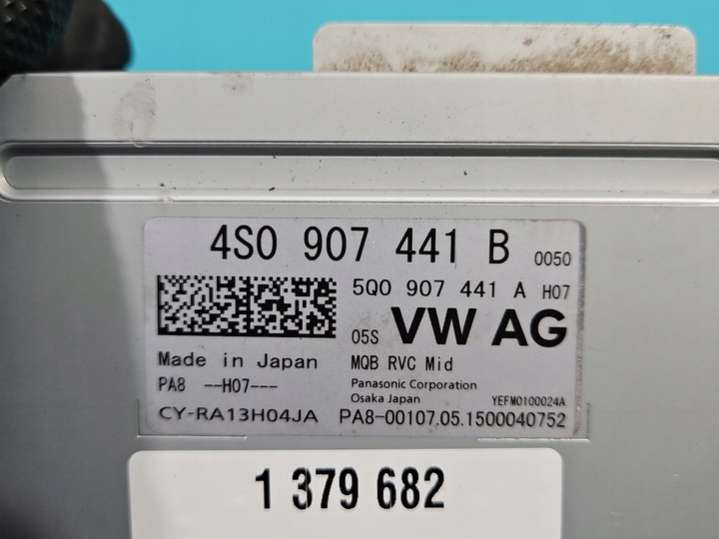 4S0 907 441 B 0050
5Q0 907 441 A H07
05S VW AG
Made in Japan MQB RVC Mid
PA8 --H07---
Panasonic Corporation
Osaka Japan YEFM0100024A
CY-RA13H04JA PA8-00107.05.1500040752
1 379 682